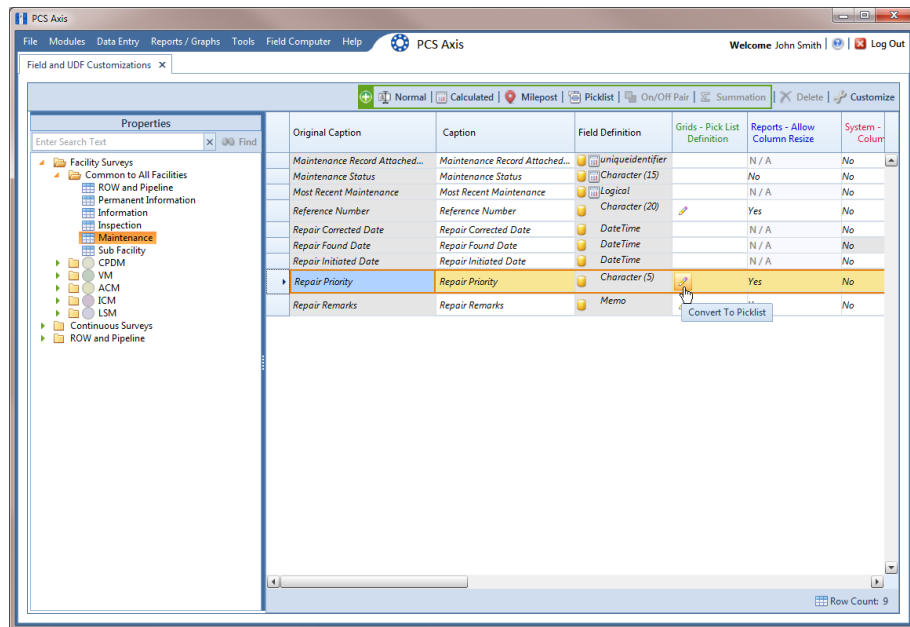 PCS Axis
File Modules Data Entry Reports / Graphs Tools Field Computer Help PCS Axis Welcome John Smith | Log Out
Field and UDF Customizations X
Normal | Calculated | Milepost | Picklist | On/Off Pair | Summation | Delete | Customize
Properties
Enter Search Text x Find
Facility Surveys
Common to All Facilities
ROW and Pipeline
Permanent Information
Information
Inspection
Maintenance
Sub Facility
CPDM
VM
ACM
ICM
LSM
Continuous Surveys
ROW and Pipeline
Original Caption Caption Field Definition Grids - Pick List Definition Reports - Allow Column Resize System - Colum
Maintenance Record Attached... Maintenance Record Attached... uniqueidentifier N / A No
Maintenance Status Maintenance Status Character (15) No No
Most Recent Maintenance Most Recent Maintenance Logical N / A No
Reference Number Reference Number Character (20) Yes No
Repair Corrected Date Repair Corrected Date DateTime N / A No
Repair Found Date Repair Found Date DateTime N / A No
Repair Initiated Date Repair Initiated Date DateTime N / A No
Repair Priority Repair Priority Character (5) Yes No
Repair Remarks Repair Remarks Memo No
Convert To Picklist
Row Count: 9